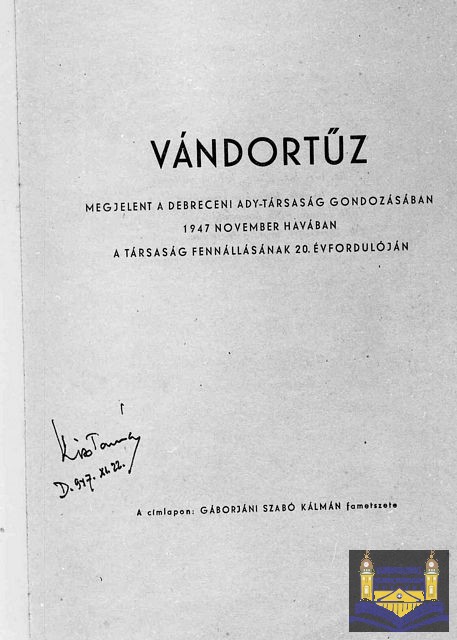 VÁNDORTŰZ
MEGJELENT A DEBRECENI ADY-TÁRSASÁG GONDOZÁSÁBAN
1947 NOVEMBER HAVÁBAN
A TÁRSASÁG FENNÁLLÁSÁNAK 20. ÉVFORDULÓJÁN
Kiss Tamás
D. 947. XI. 22.
A címlapon: GÁBORJÁNI SZABÓ KÁLMÁN fametszete